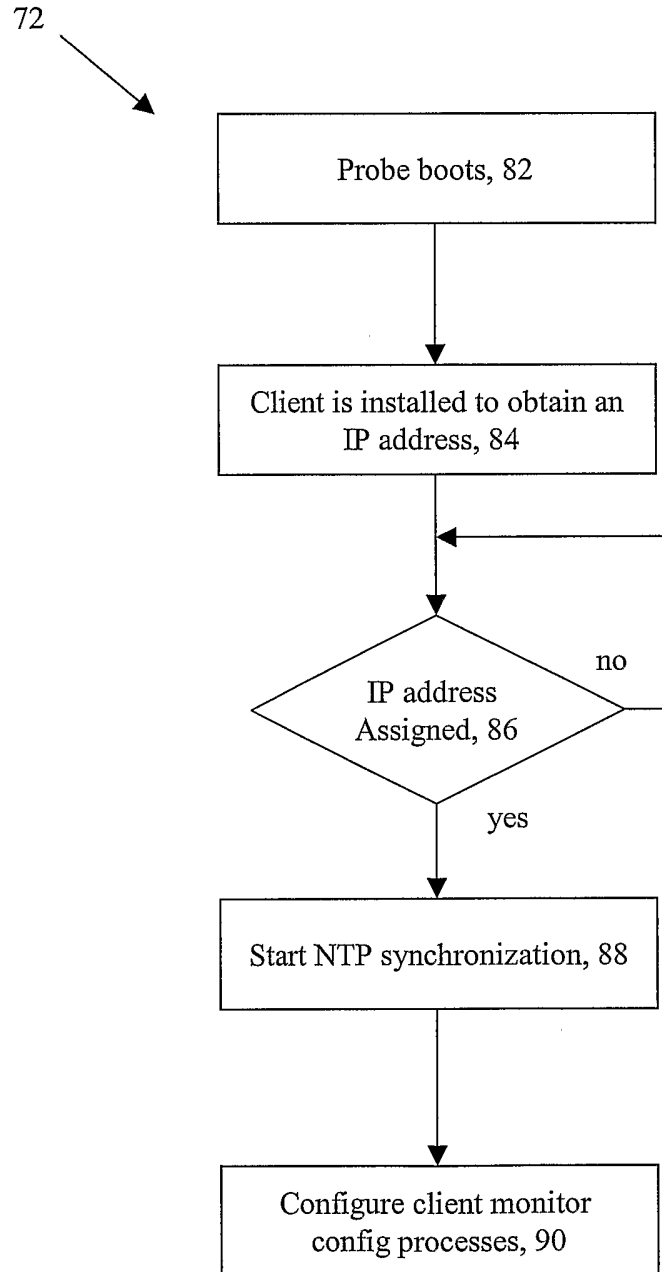 72
Probe boots, 82
Client is installed to obtain an
IP address, 84
no
IP address
Assigned, 86
yes
Start NTP synchronization, 88
Configure client monitor
config processes, 90